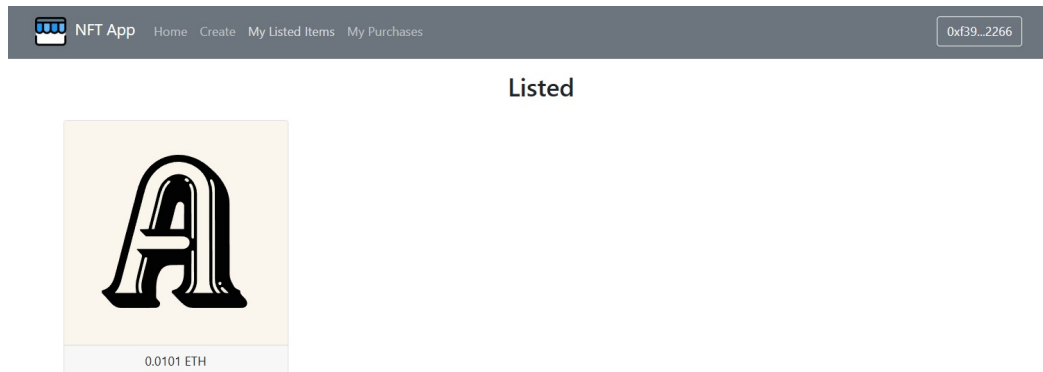 NFT App Home Create My Listed Items My Purchases 0xf39...2266
Listed
A
0.0101 ETH